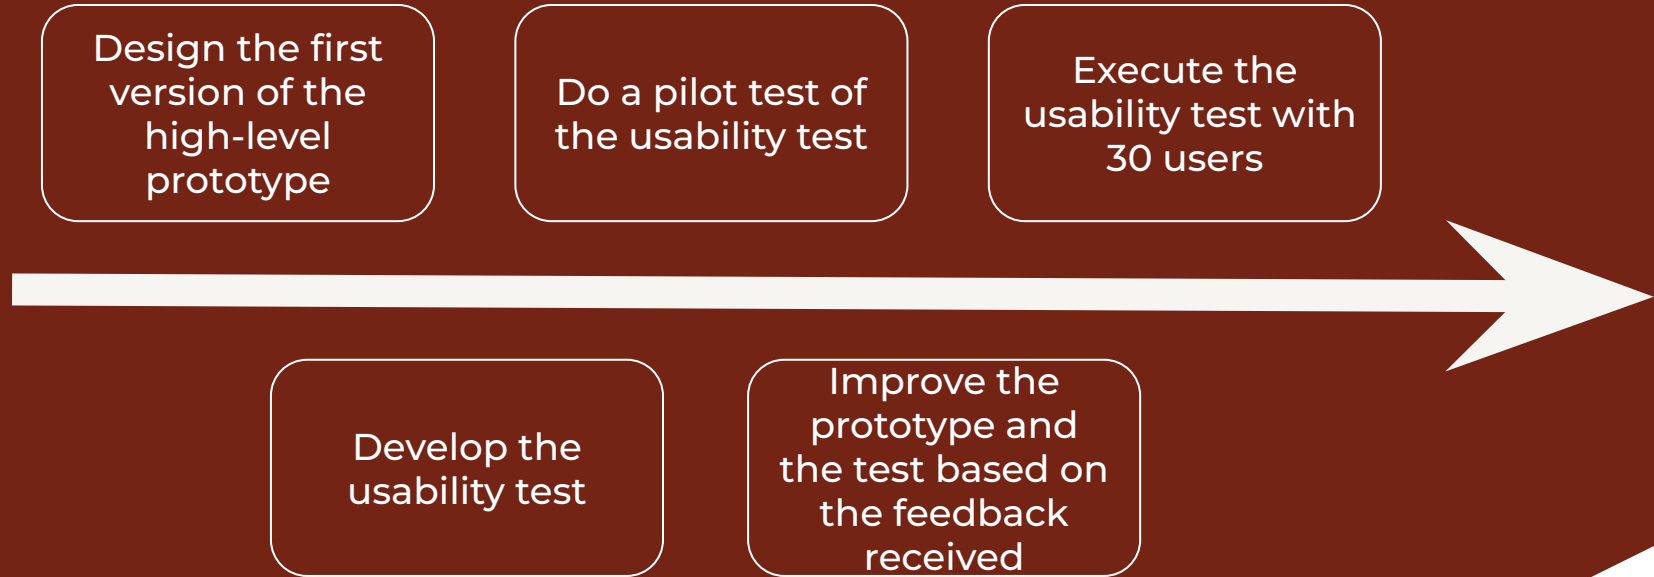 Design the first
version of the
high-level
prototype
Do a pilot test of
the usability test
Execute the
usability test with
30 users
Develop the
usability test
Improve the
prototype and
the test based on
the feedback
received